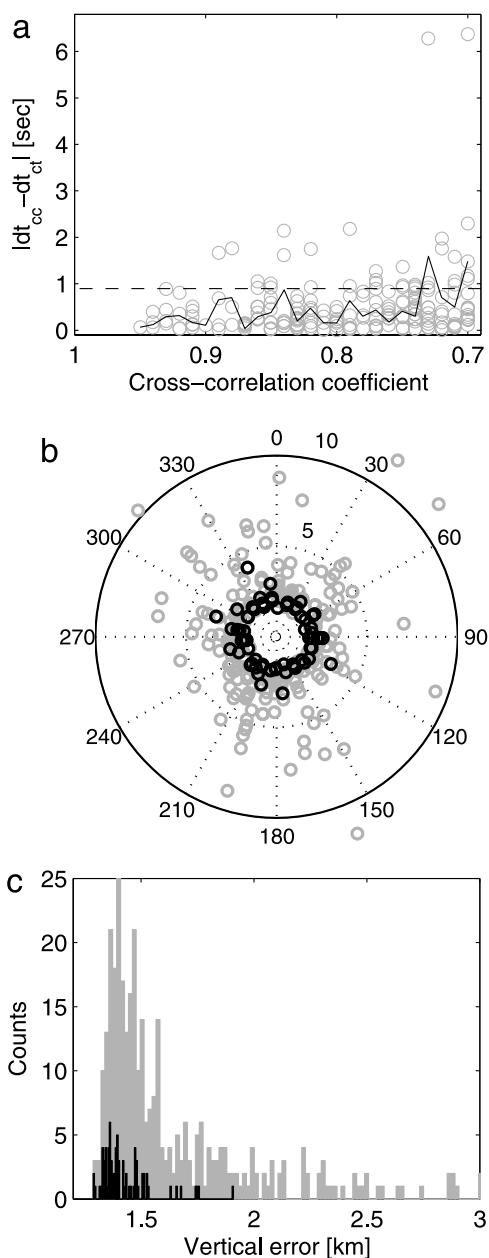 a
|dt_cc −dt_ct| [sec]
6
5
4
3
2
1
0
1 0.9 0.8 0.7
Cross−correlation coefficient
b
0 10
330 30
300 5 60
270 90
240 120
210 150
180
c
25
20
15
10
5
0
Counts
1.5 2 2.5 3
Vertical error [km]